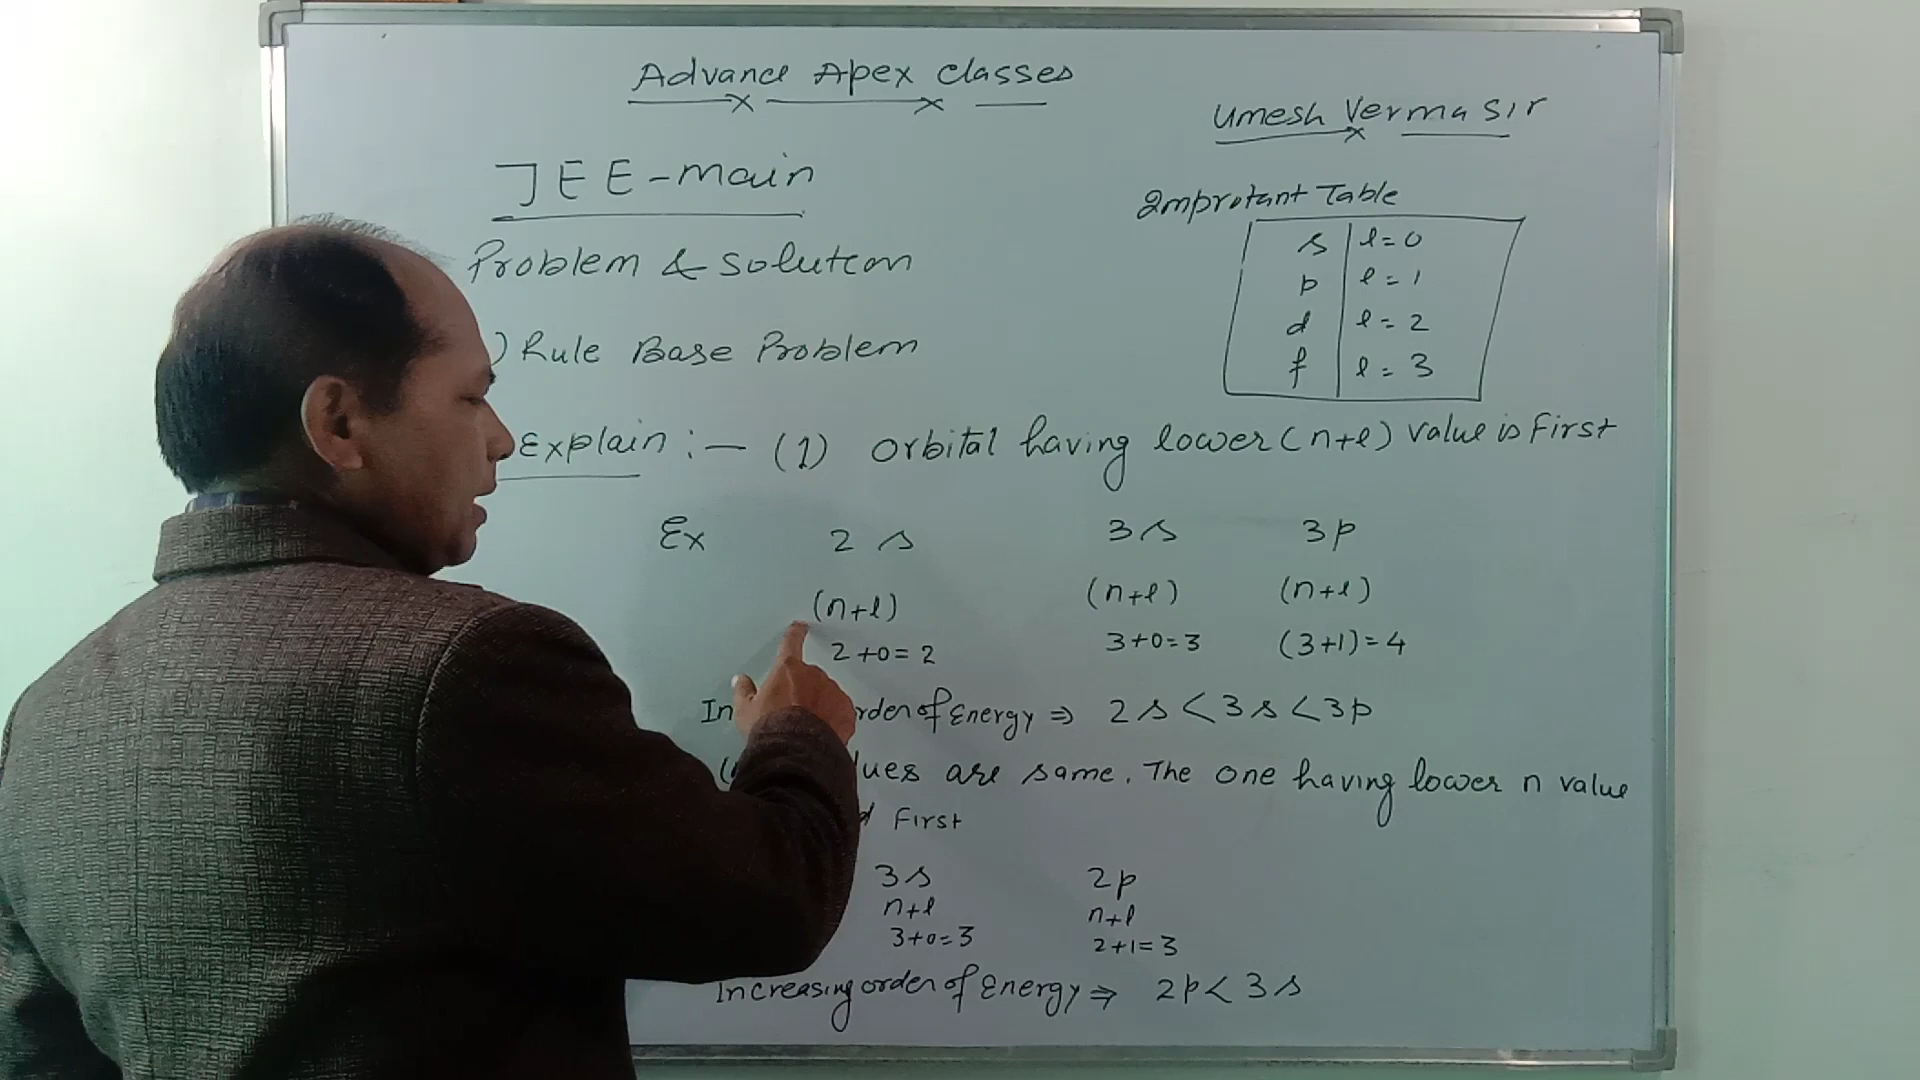 Advance Apex Classes
Umesh Verma Sir
JEE-main
Improtant Table
s l=0
p l=1
d l=2
f l=3
Problem & Solution
) Rule Base Problem
Explain :— (1) Orbital having lower (n+l) value is First
Ex 2s 3s 3p
(n+l) (n+l) (n+l)
2+0=2 3+0=3 (3+1)=4
In rder of Energy ⇒ 2s<3s<3p
lues are same. The one having lower n value
First
3s 2p
n+l n+l
3+0=3 2+1=3
Increasing order of Energy ⇒ 2p<3s